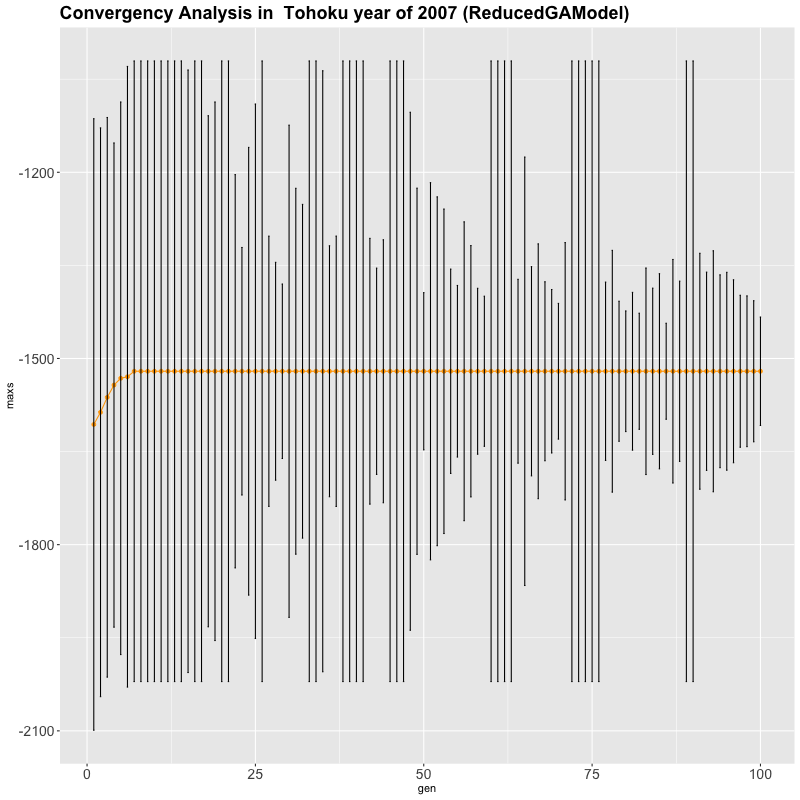 Convergency Analysis in  Tohoku year of 2007 (ReducedGAModel)
maxs
-1200
-1500
-1800
-2100
0 25 50 75 100
gen